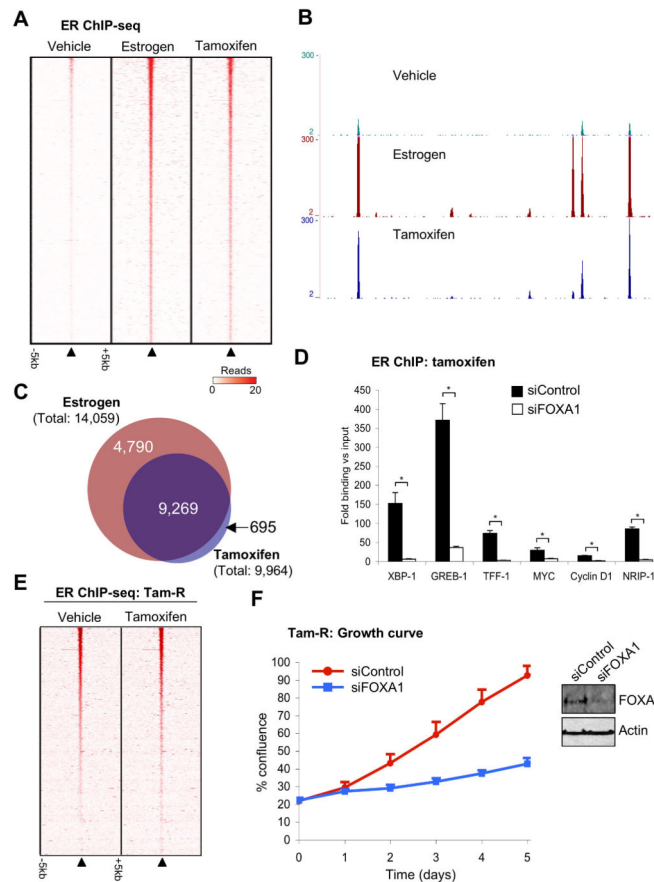 A
ER ChIP-seq
Vehicle
Estrogen
Tamoxifen
-5kb
+5kb
Reads
0
10
20
B
300
Vehicle
2
300
Estrogen
2
300
Tamoxifen
2
C
Estrogen
(Total: 14,059)
4,790
9,269
695
Tamoxifen
(Total: 9,964)
D
ER ChIP: tamoxifen
siControl
siFOXA1
Fold binding vs input
450
400
350
300
250
200
150
100
50
0
* * * * * *
XBP-1 GREB-1 TFF-1 MYC Cyclin D1 NRIP-1
E
ER ChIP-seq: Tam-R
Vehicle
Tamoxifen
-5kb
+5kb
F
Tam-R: Growth curve
siControl
siFOXA1
% confluence
100
90
80
70
60
50
40
30
20
10
0
0 1 2 3 4 5
Time (days)
siControl
siFOXA1
FOXA
Actin